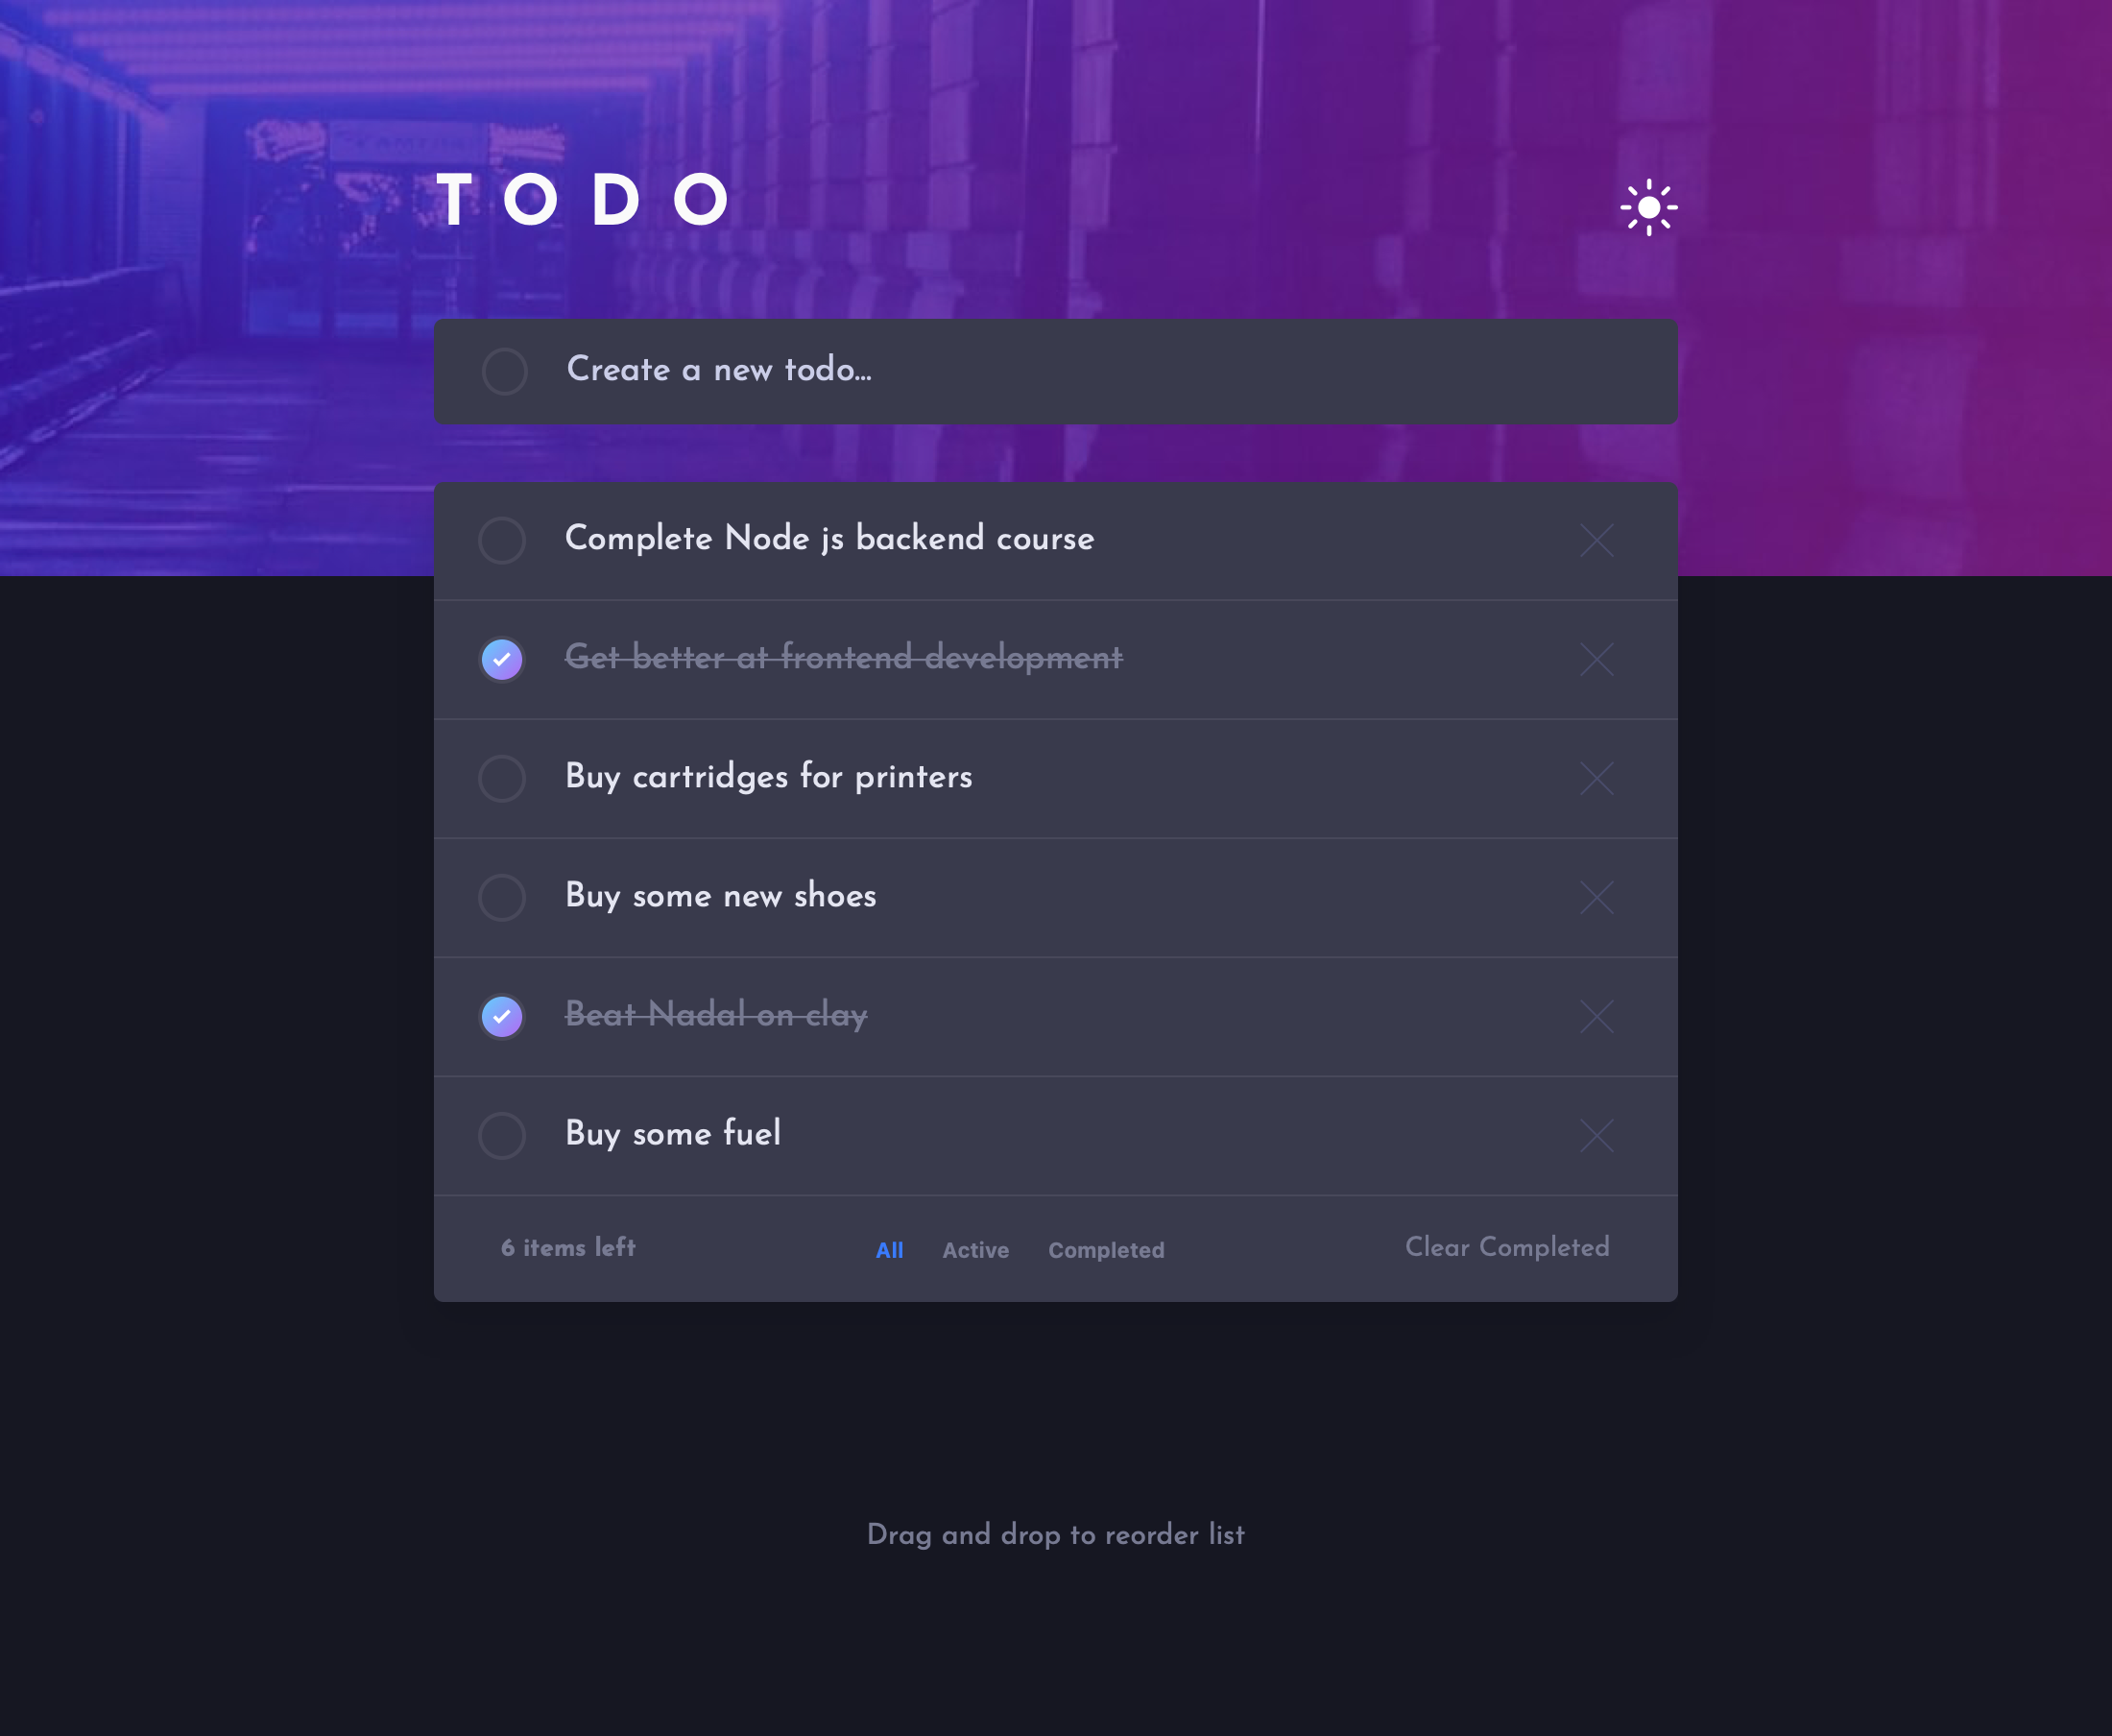 TODO
Create a new todo...
Complete Node js backend course
Get better at frontend development
Buy cartridges for printers
Buy some new shoes
Beat Nadal on clay
Buy some fuel
6 items left All Active Completed Clear Completed
Drag and drop to reorder list